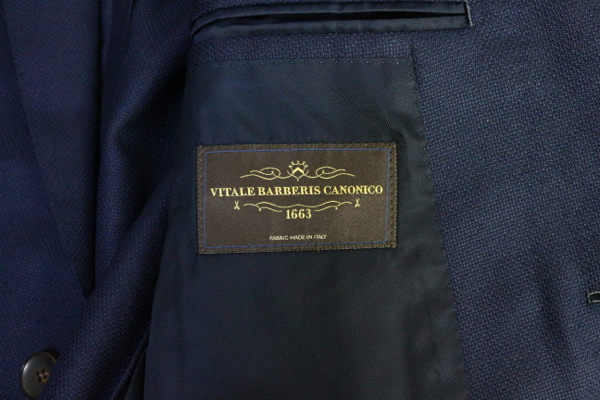 VITALE BARBERIS CANONICO
1663
FABRIC MADE IN ITALY